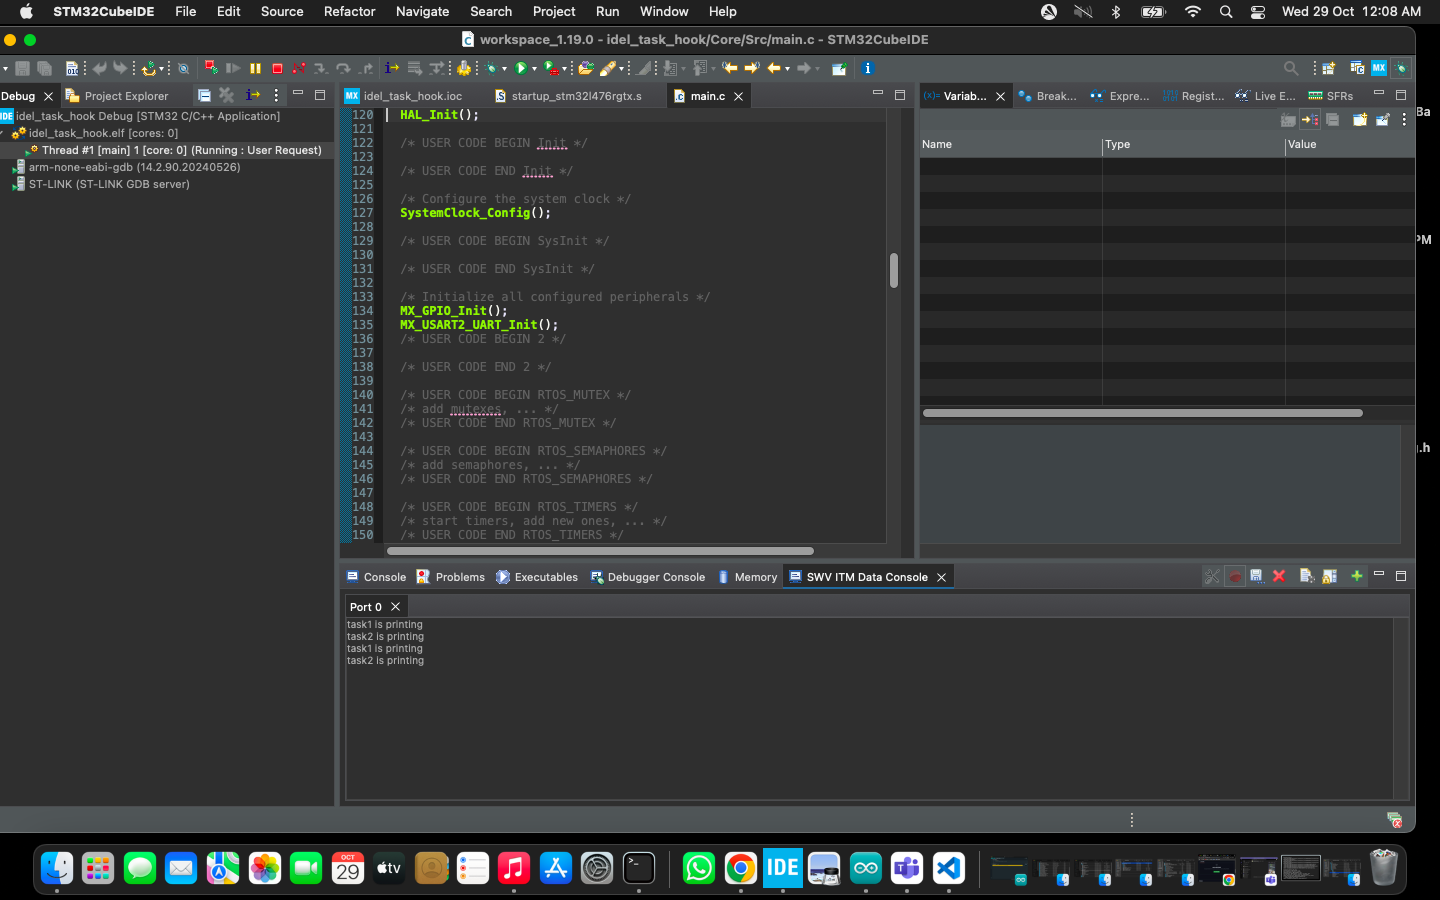 STM32CubeIDE File Edit Source Refactor Navigate Search Project Run Window Help Wed 29 Oct 12:08 AM
workspace_1.19.0 - idel_task_hook/Core/Src/main.c - STM32CubeIDE
Debug Project Explorer
idel_task_hook Debug [STM32 C/C++ Application]
idel_task_hook.elf [cores: 0]
Thread #1 [main] 1 [core: 0] (Running : User Request)
arm-none-eabi-gdb (14.2.90.20240526)
ST-LINK (ST-LINK GDB server)
MX idel_task_hook.ioc startup_stm32l476rgtx.s main.c
120 HAL_Init();
121
122 /* USER CODE BEGIN Init */
123
124 /* USER CODE END Init */
125
126 /* Configure the system clock */
127 SystemClock_Config();
128
129 /* USER CODE BEGIN SysInit */
130
131 /* USER CODE END SysInit */
132
133 /* Initialize all configured peripherals */
134 MX_GPIO_Init();
135 MX_USART2_UART_Init();
136 /* USER CODE BEGIN 2 */
137
138 /* USER CODE END 2 */
139
140 /* USER CODE BEGIN RTOS_MUTEX */
141 /* add mutexes, ... */
142 /* USER CODE END RTOS_MUTEX */
143
144 /* USER CODE BEGIN RTOS_SEMAPHORES */
145 /* add semaphores, ... */
146 /* USER CODE END RTOS_SEMAPHORES */
147
148 /* USER CODE BEGIN RTOS_TIMERS */
149 /* start timers, add new ones, ... */
150 /* USER CODE END RTOS_TIMERS */
(x)= Variab... Break... Expre... Regist... Live E... SFRs
Name Type Value
Ba
PM
.h
Console Problems Executables Debugger Console Memory SWV ITM Data Console
Port 0
task1 is printing
task2 is printing
task1 is printing
task2 is printing
OCT
29
tv
IDE